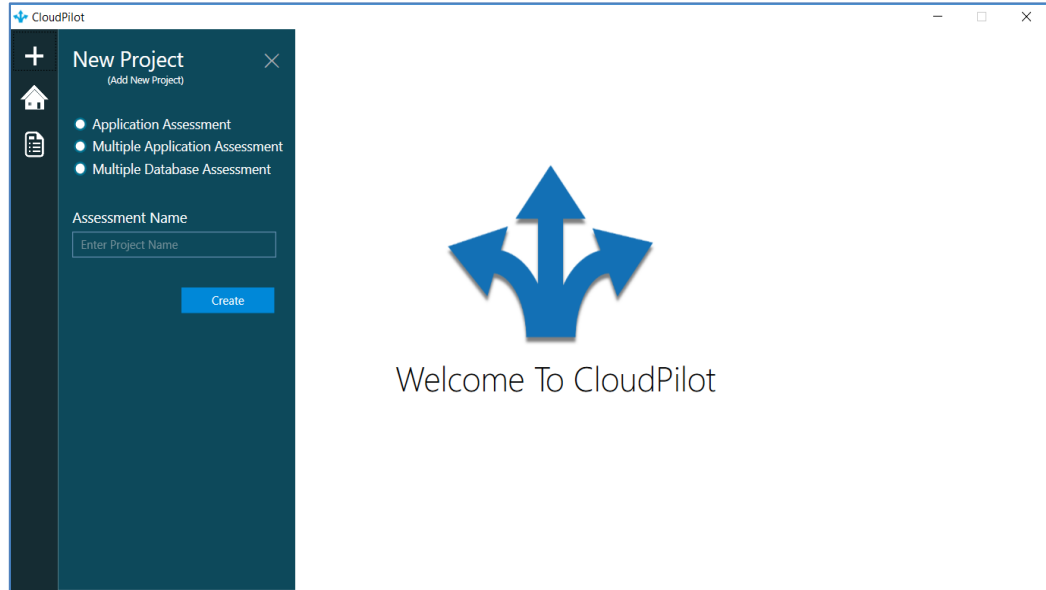 CloudPilot
New Project
(Add New Project)
Application Assessment
Multiple Application Assessment
Multiple Database Assessment
Assessment Name
Enter Project Name
Create
Welcome To CloudPilot